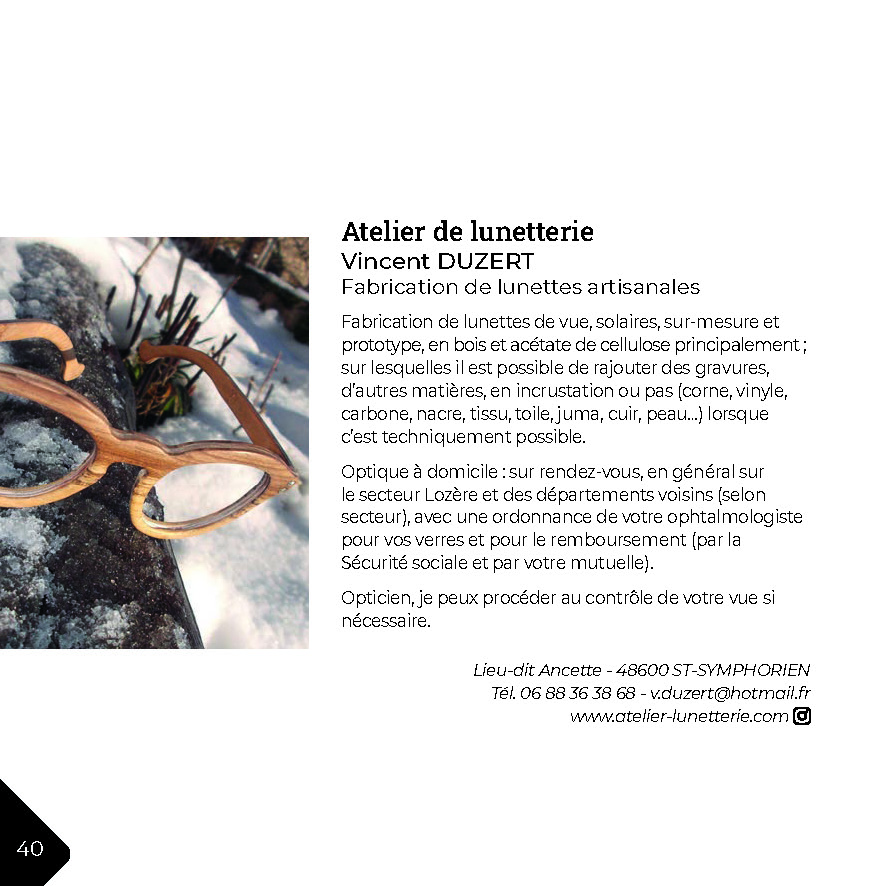 Atelier de lunetterie
Vincent DUZERT
Fabrication de lunettes artisanales
Fabrication de lunettes de vue, solaires, sur-mesure et
prototype, en bois et acétate de cellulose principalement ;
sur lesquelles il est possible de rajouter des gravures,
d’autres matières, en incrustation ou pas (corne, vinyle,
carbone, nacre, tissu, toile, juma, cuir, peau...) lorsque
c’est techniquement possible.
Optique à domicile : sur rendez-vous, en général sur
le secteur Lozère et des départements voisins (selon
secteur), avec une ordonnance de votre ophtalmologiste
pour vos verres et pour le remboursement (par la
Sécurité sociale et par votre mutuelle).
Opticien, je peux procéder au contrôle de votre vue si
nécessaire.
Lieu-dit Ancette - 48600 ST-SYMPHORIEN
Tél. 06 88 36 38 68 - v.duzert@hotmail.fr
www.atelier-lunetterie.com
40